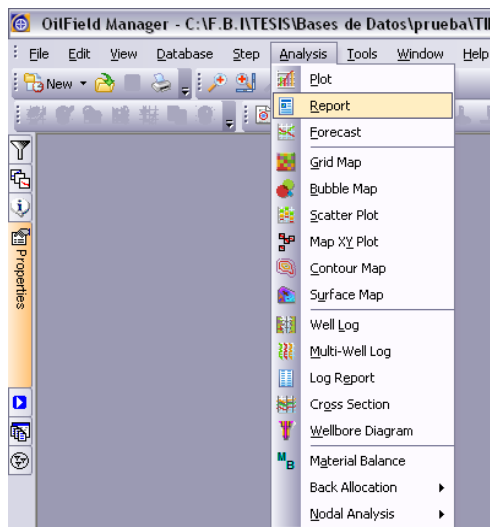 OilField Manager - C:\F.B.I\TESIS\Bases de Datos\prueba\TI
File Edit View Database Step Analysis Tools Window Help
New
Plot
Report
Forecast
Grid Map
Bubble Map
Scatter Plot
Map XY Plot
Contour Map
Surface Map
Well Log
Multi-Well Log
Log Report
Cross Section
Wellbore Diagram
Material Balance
Back Allocation
Nodal Analysis
Properties